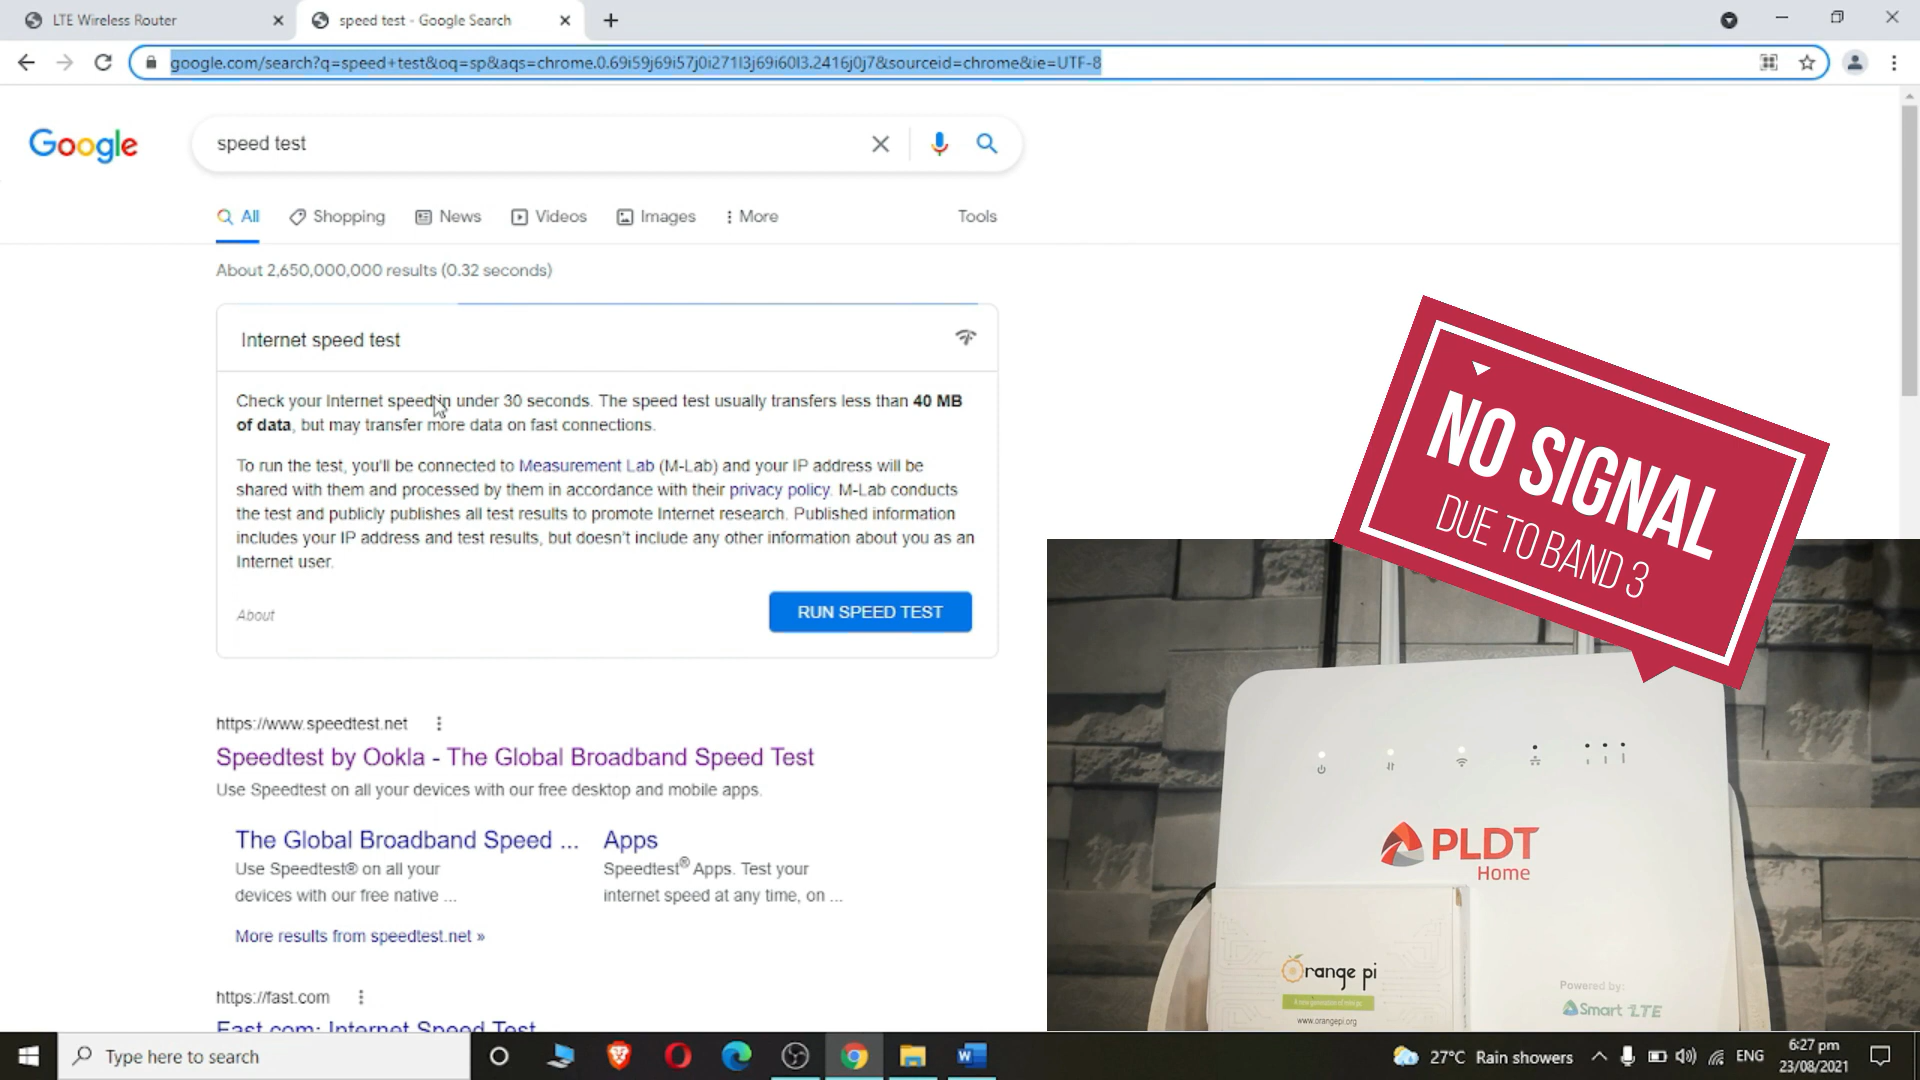 LTE Wireless Router
speed test - Google Search
google.com/search?q=speed+test&oq=sp&aqs=chrome.0.69i59j69i57j0i271l3j69i60l3.2416j0j7&sourceid=chrome&ie=UTF-8
Google
speed test
All
Shopping
News
Videos
Images
More
Tools
About 2,650,000,000 results (0.32 seconds)
Internet speed test
Check your Internet speed in under 30 seconds. The speed test usually transfers less than 40 MB
of data, but may transfer more data on fast connections.
To run the test, you'll be connected to Measurement Lab (M-Lab) and your IP address will be
shared with them and processed by them in accordance with their privacy policy. M-Lab conducts
the test and publicly publishes all test results to promote Internet research. Published information
includes your IP address and test results, but doesn't include any other information about you as an
Internet user.
About
RUN SPEED TEST
https://www.speedtest.net
Speedtest by Ookla - The Global Broadband Speed Test
Use Speedtest on all your devices with our free desktop and mobile apps.
The Global Broadband Speed ...
Use Speedtest® on all your
devices with our free native ...
Apps
Speedtest® Apps. Test your
internet speed at any time, on ...
More results from speedtest.net »
https://fast.com
Fast.com: Internet Speed Test
NO SIGNAL
DUE TO BAND 3
PLDT
Home
Orange pi
www.orangepi.org
Powered by:
Smart LTE
Type here to search
27°C Rain showers
ENG
6:27 pm
23/08/2021